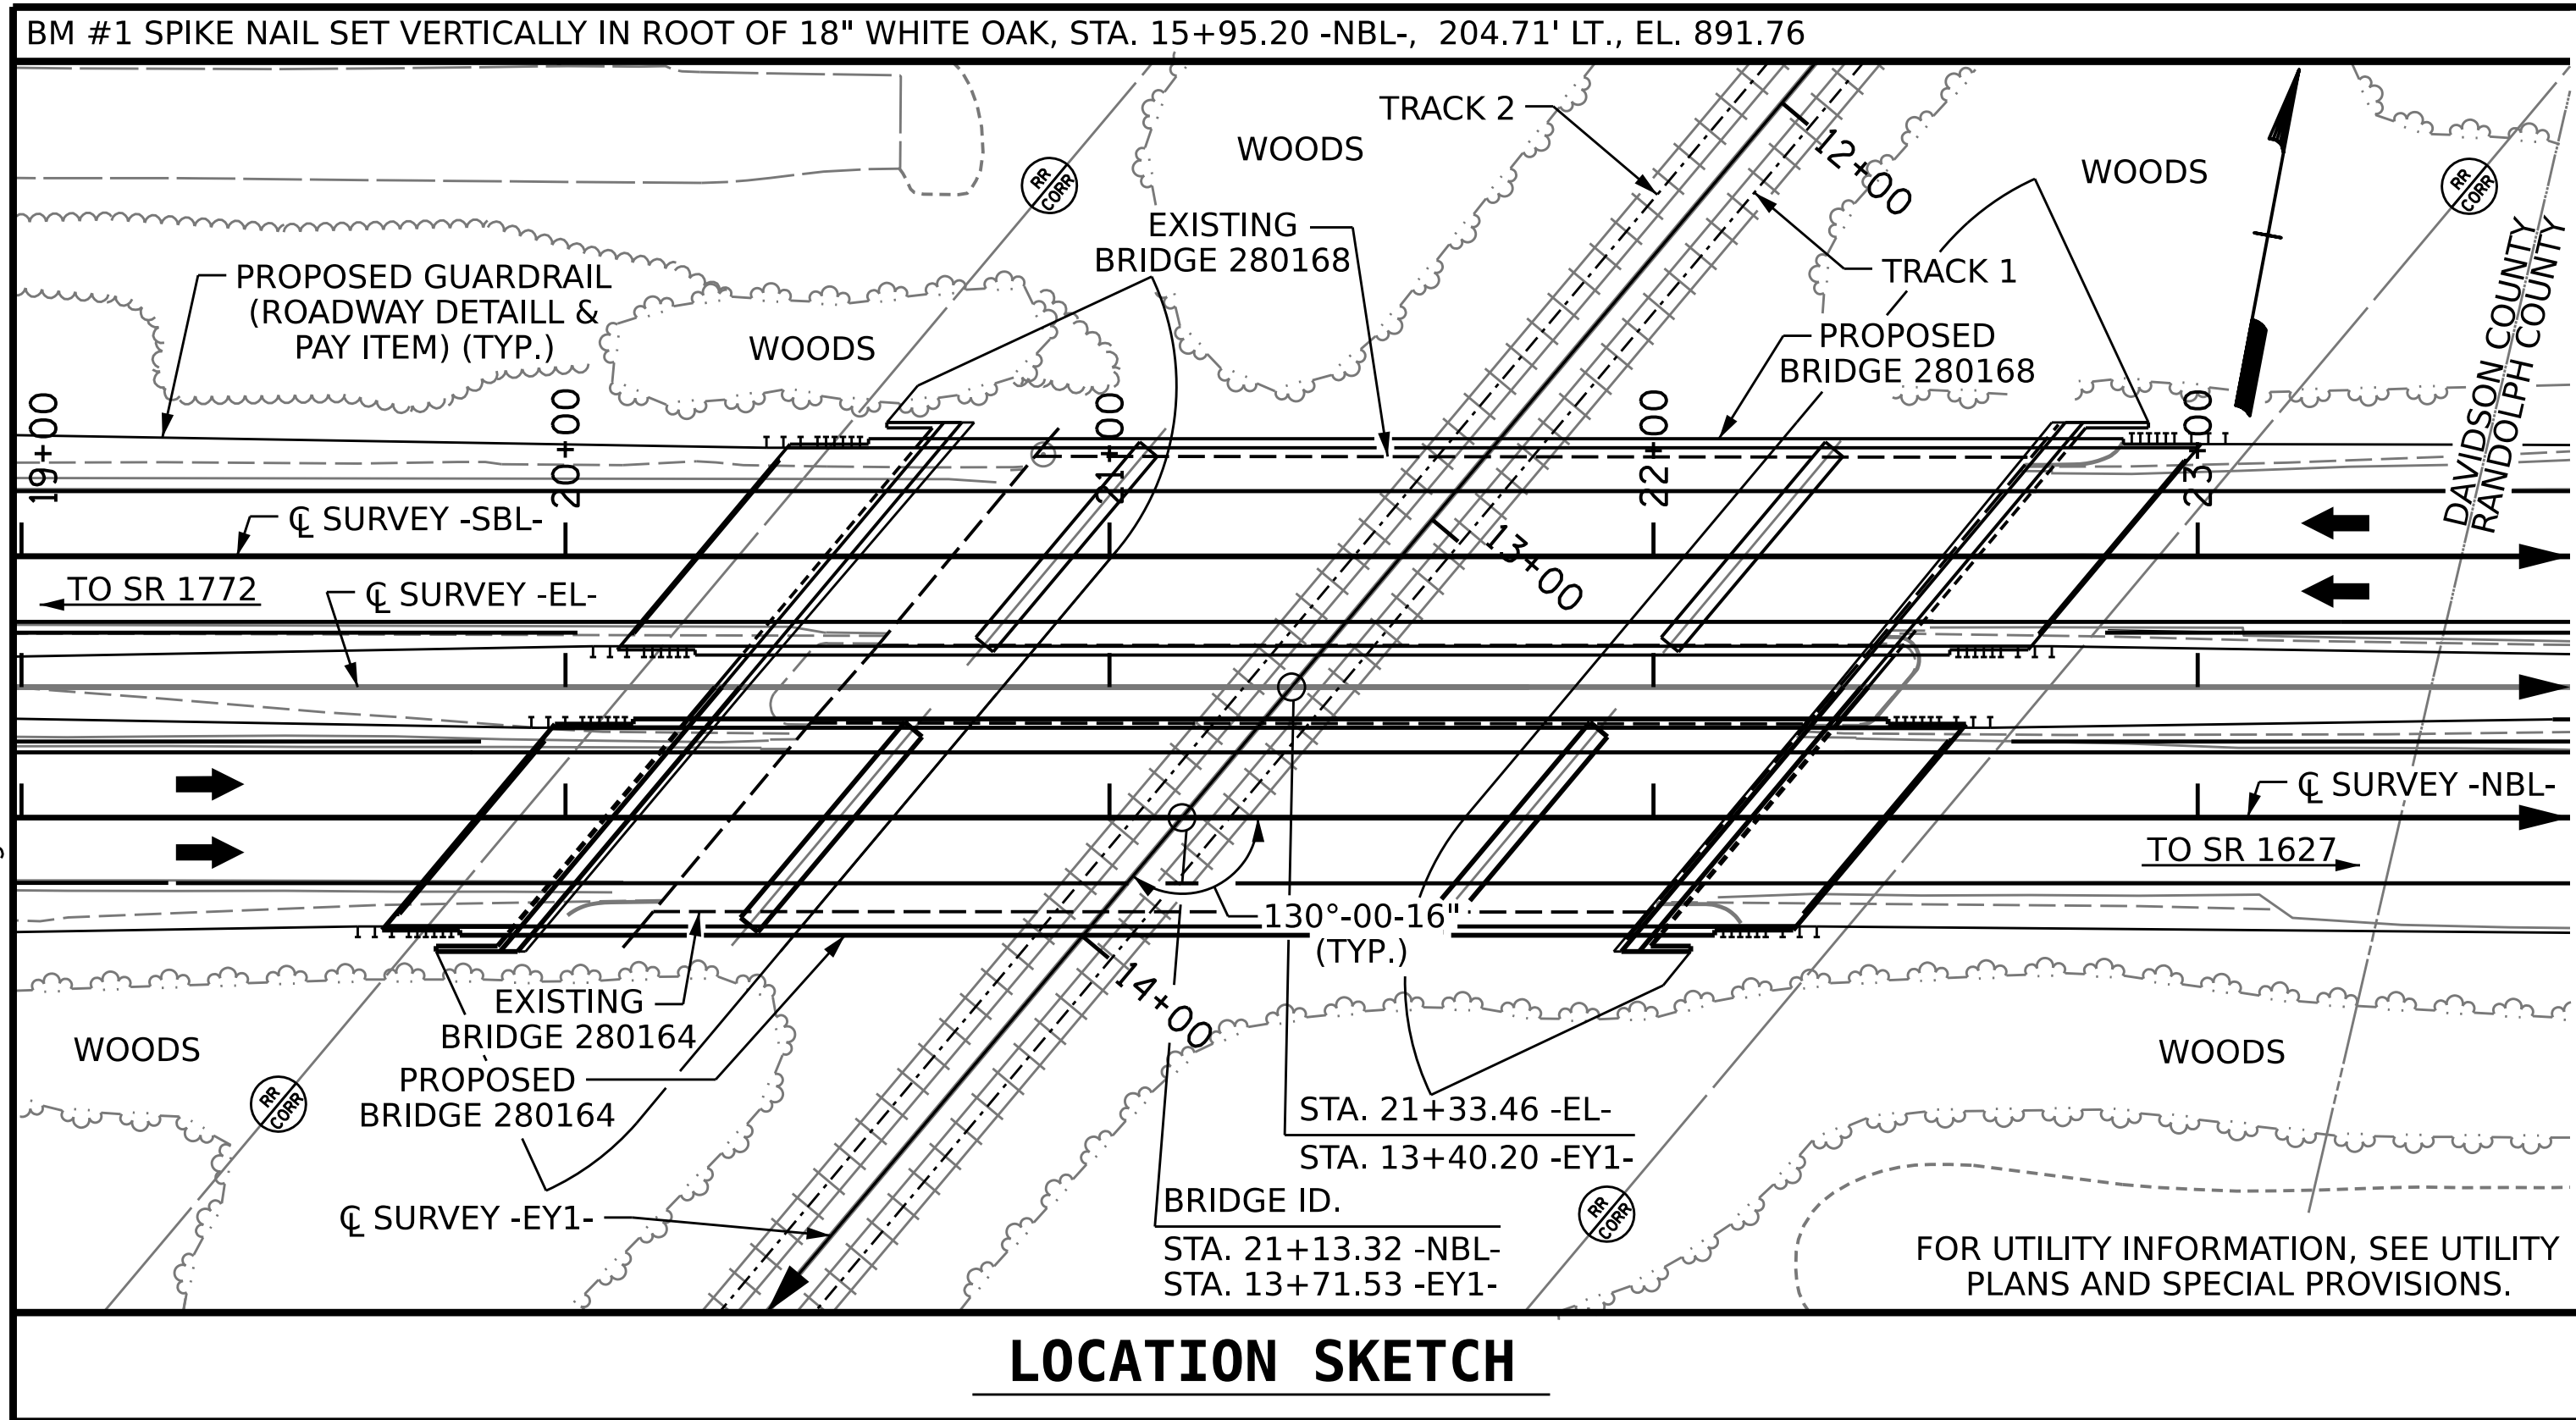 BM #1 SPIKE NAIL SET VERTICALLY IN ROOT OF 18" WHITE OAK, STA. 15+95.20 -NBL-, 204.71' LT., EL. 891.76
TRACK 2
WOODS
12+00
WOODS
RR CORR
RR CORR
EXISTING
BRIDGE 280168
TRACK 1
DAVIDSON COUNTY
RANDOLPH COUNTY
PROPOSED GUARDRAIL
(ROADWAY DETAILL &
PAY ITEM) (TYP.)
WOODS
PROPOSED
BRIDGE 280168
19+00
20+00
21+00
22+00
23+00
℄ SURVEY -SBL-
13+00
TO SR 1772
℄ SURVEY -EL-
℄ SURVEY -NBL-
TO SR 1627
130°-00-16"
(TYP.)
EXISTING
BRIDGE 280164
14+00
WOODS
WOODS
PROPOSED
BRIDGE 280164
RR CORR
STA. 21+33.46 -EL-
STA. 13+40.20 -EY1-
RR CORR
BRIDGE ID.
STA. 21+13.32 -NBL-
STA. 13+71.53 -EY1-
℄ SURVEY -EY1-
FOR UTILITY INFORMATION, SEE UTILITY
PLANS AND SPECIAL PROVISIONS.
LOCATION SKETCH